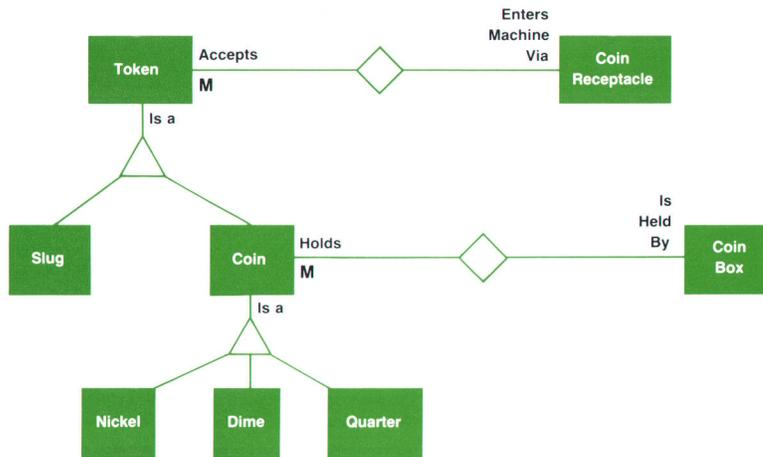 Enters
Machine
Via
Accepts
Token
Coin
Receptacle
M
Is a
Is
Held
By
Slug
Coin
Holds
M
Coin
Box
Is a
Nickel
Dime
Quarter